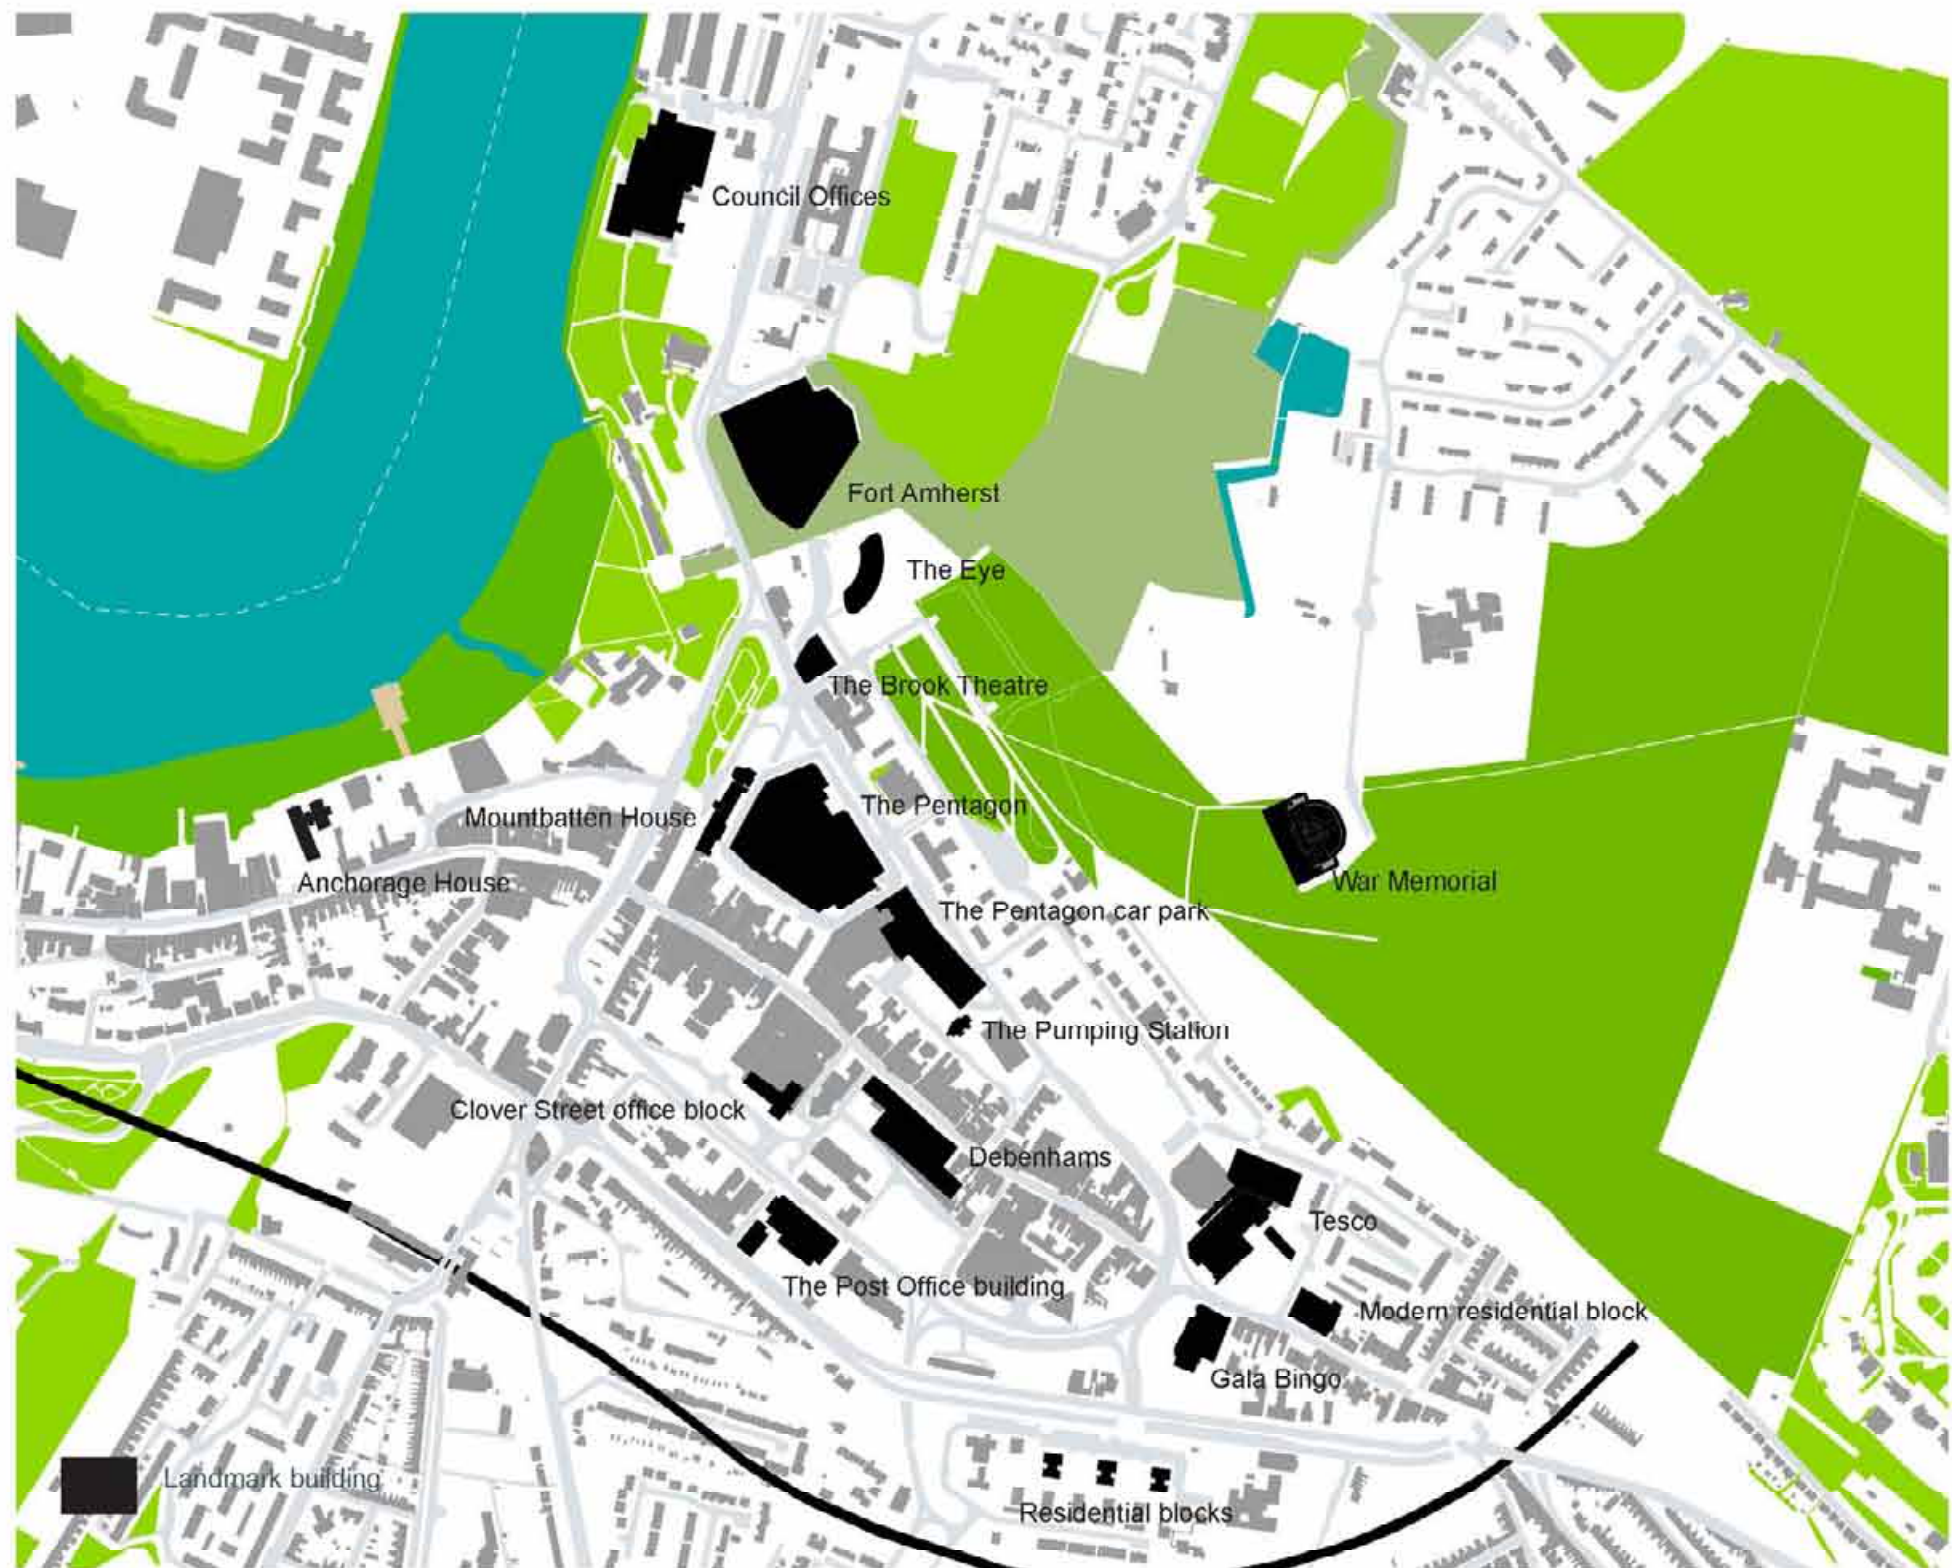 Council Offices
Fort Amherst
The Eye
The Brook Theatre
The Pentagon
Mountbatten House
Anchorage House
War Memorial
The Pentagon car park
The Pumping Station
Clover Street office block
Debenhams
Tesco
The Post Office building
Modern residential block
Gala Bingo
Landmark building
Residential blocks